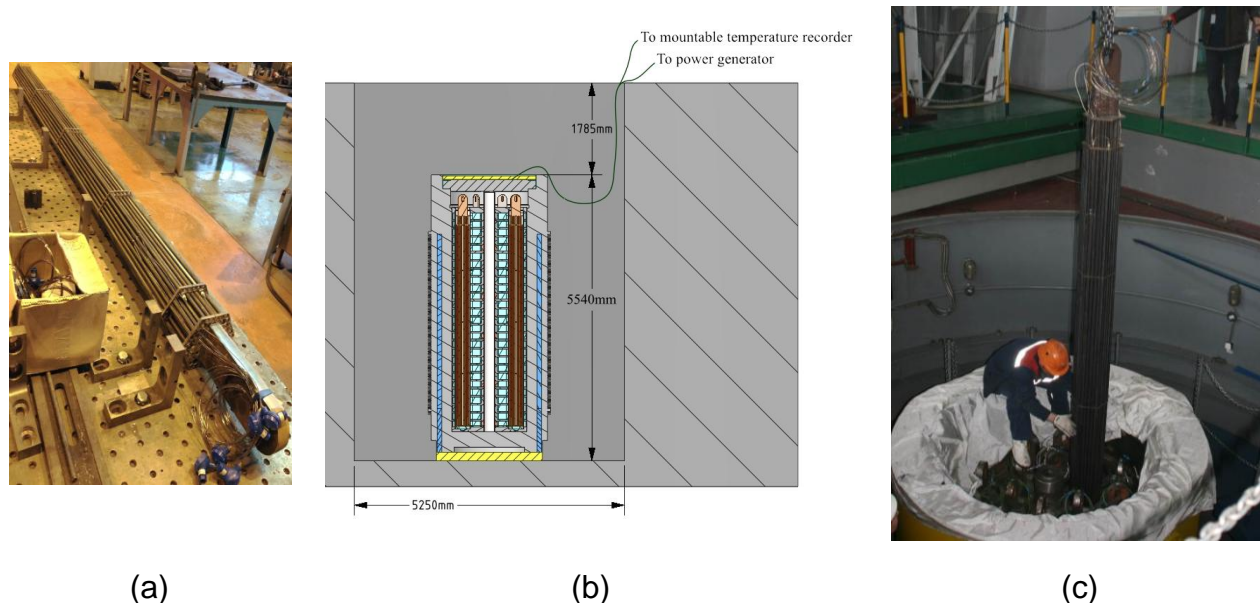 To mountable temperature recorder
To power generator
1785mm
5540mm
5250mm
(a)
(b)
(c)